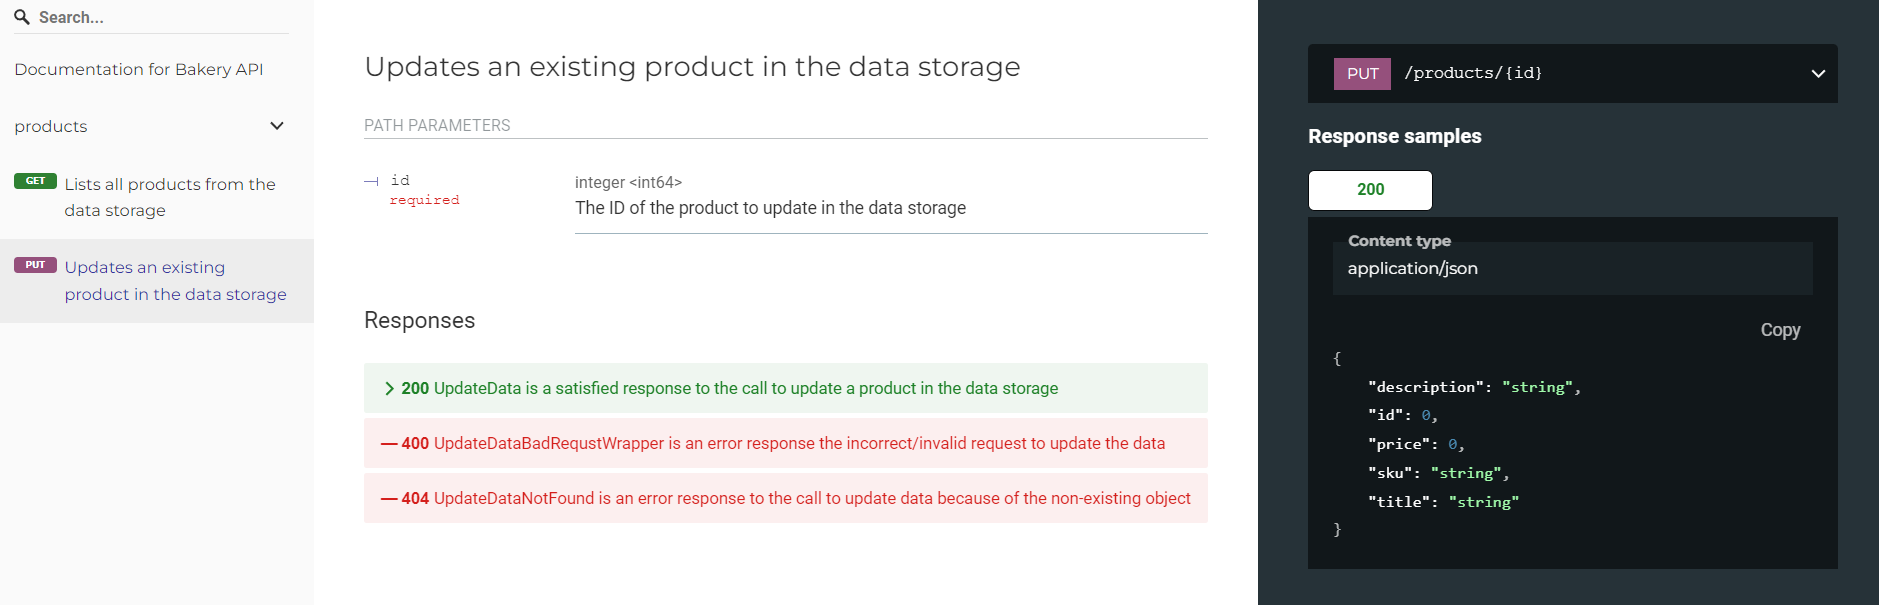 Search...
Documentation for Bakery API
products
GET Lists all products from the
data storage
PUT Updates an existing
product in the data storage
Updates an existing product in the data storage
PATH PARAMETERS
id
required
integer <int64>
The ID of the product to update in the data storage
Responses
200 UpdateData is a satisfied response to the call to update a product in the data storage
400 UpdateDataBadRequstWrapper is an error response the incorrect/invalid request to update the data
404 UpdateDataNotFound is an error response to the call to update data because of the non-existing object
PUT /products/{id}
Response samples
200
Content type
application/json
Copy
{
"description": "string",
"id": 0,
"price": 0,
"sku": "string",
"title": "string"
}